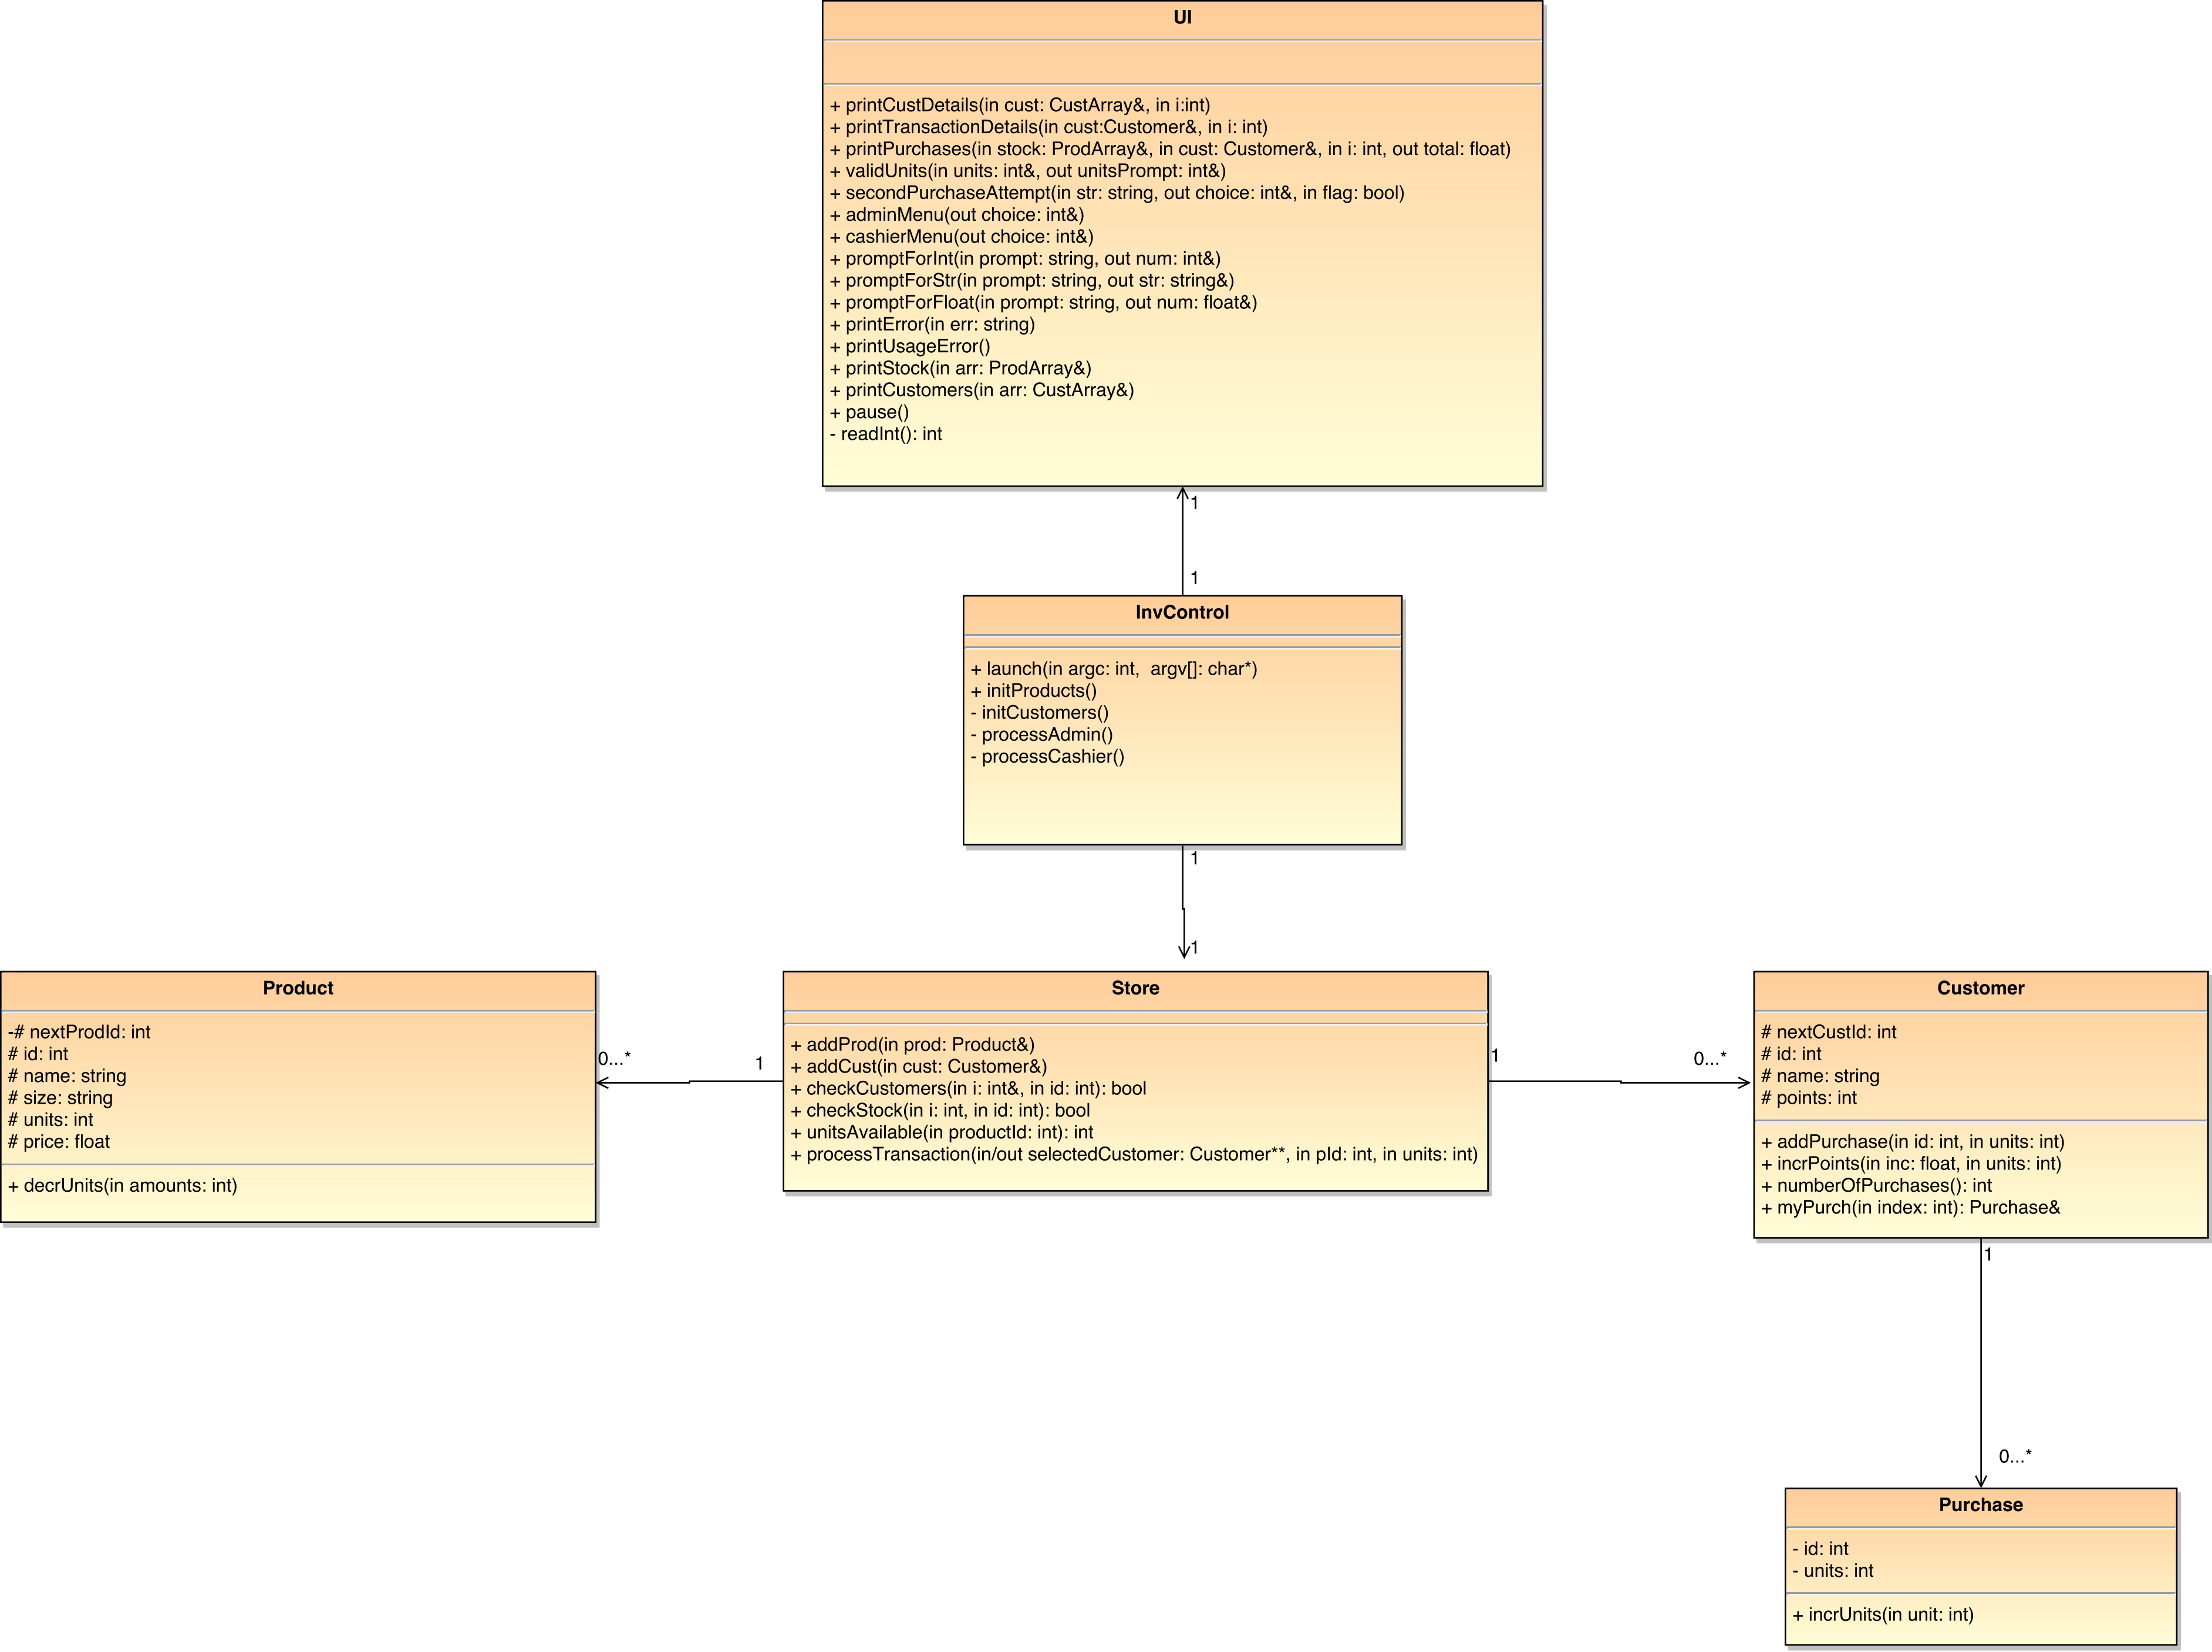 UI
+ printCustDetails(in cust: CustArray&, in i:int)
+ printTransactionDetails(in cust:Customer&, in i: int)
+ printPurchases(in stock: ProdArray&, in cust: Customer&, in i: int, out total: float)
+ validUnits(in units: int&, out unitsPrompt: int&)
+ secondPurchaseAttempt(in str: string, out choice: int&, in flag: bool)
+ adminMenu(out choice: int&)
+ cashierMenu(out choice: int&)
+ promptForInt(in prompt: string, out num: int&)
+ promptForStr(in prompt: string, out str: string&)
+ promptForFloat(in prompt: string, out num: float&)
+ printError(in err: string)
+ printUsageError()
+ printStock(in arr: ProdArray&)
+ printCustomers(in arr: CustArray&)
+ pause()
- readInt(): int
1
1
InvControl
+ launch(in argc: int,  argv[]: char*)
+ initProducts()
- initCustomers()
- processAdmin()
- processCashier()
1
1
Product
-# nextProdId: int
# id: int
# name: string
# size: string
# units: int
# price: float
+ decrUnits(in amounts: int)
0...*
1
Store
+ addProd(in prod: Product&)
+ addCust(in cust: Customer&)
+ checkCustomers(in i: int&, in id: int): bool
+ checkStock(in i: int, in id: int): bool
+ unitsAvailable(in productId: int): int
+ processTransaction(in/out selectedCustomer: Customer**, in pId: int, in units: int)
1
0...*
Customer
# nextCustId: int
# id: int
# name: string
# points: int
+ addPurchase(in id: int, in units: int)
+ incrPoints(in inc: float, in units: int)
+ numberOfPurchases(): int
+ myPurch(in index: int): Purchase&
1
0...*
Purchase
- id: int
- units: int
+ incrUnits(in unit: int)